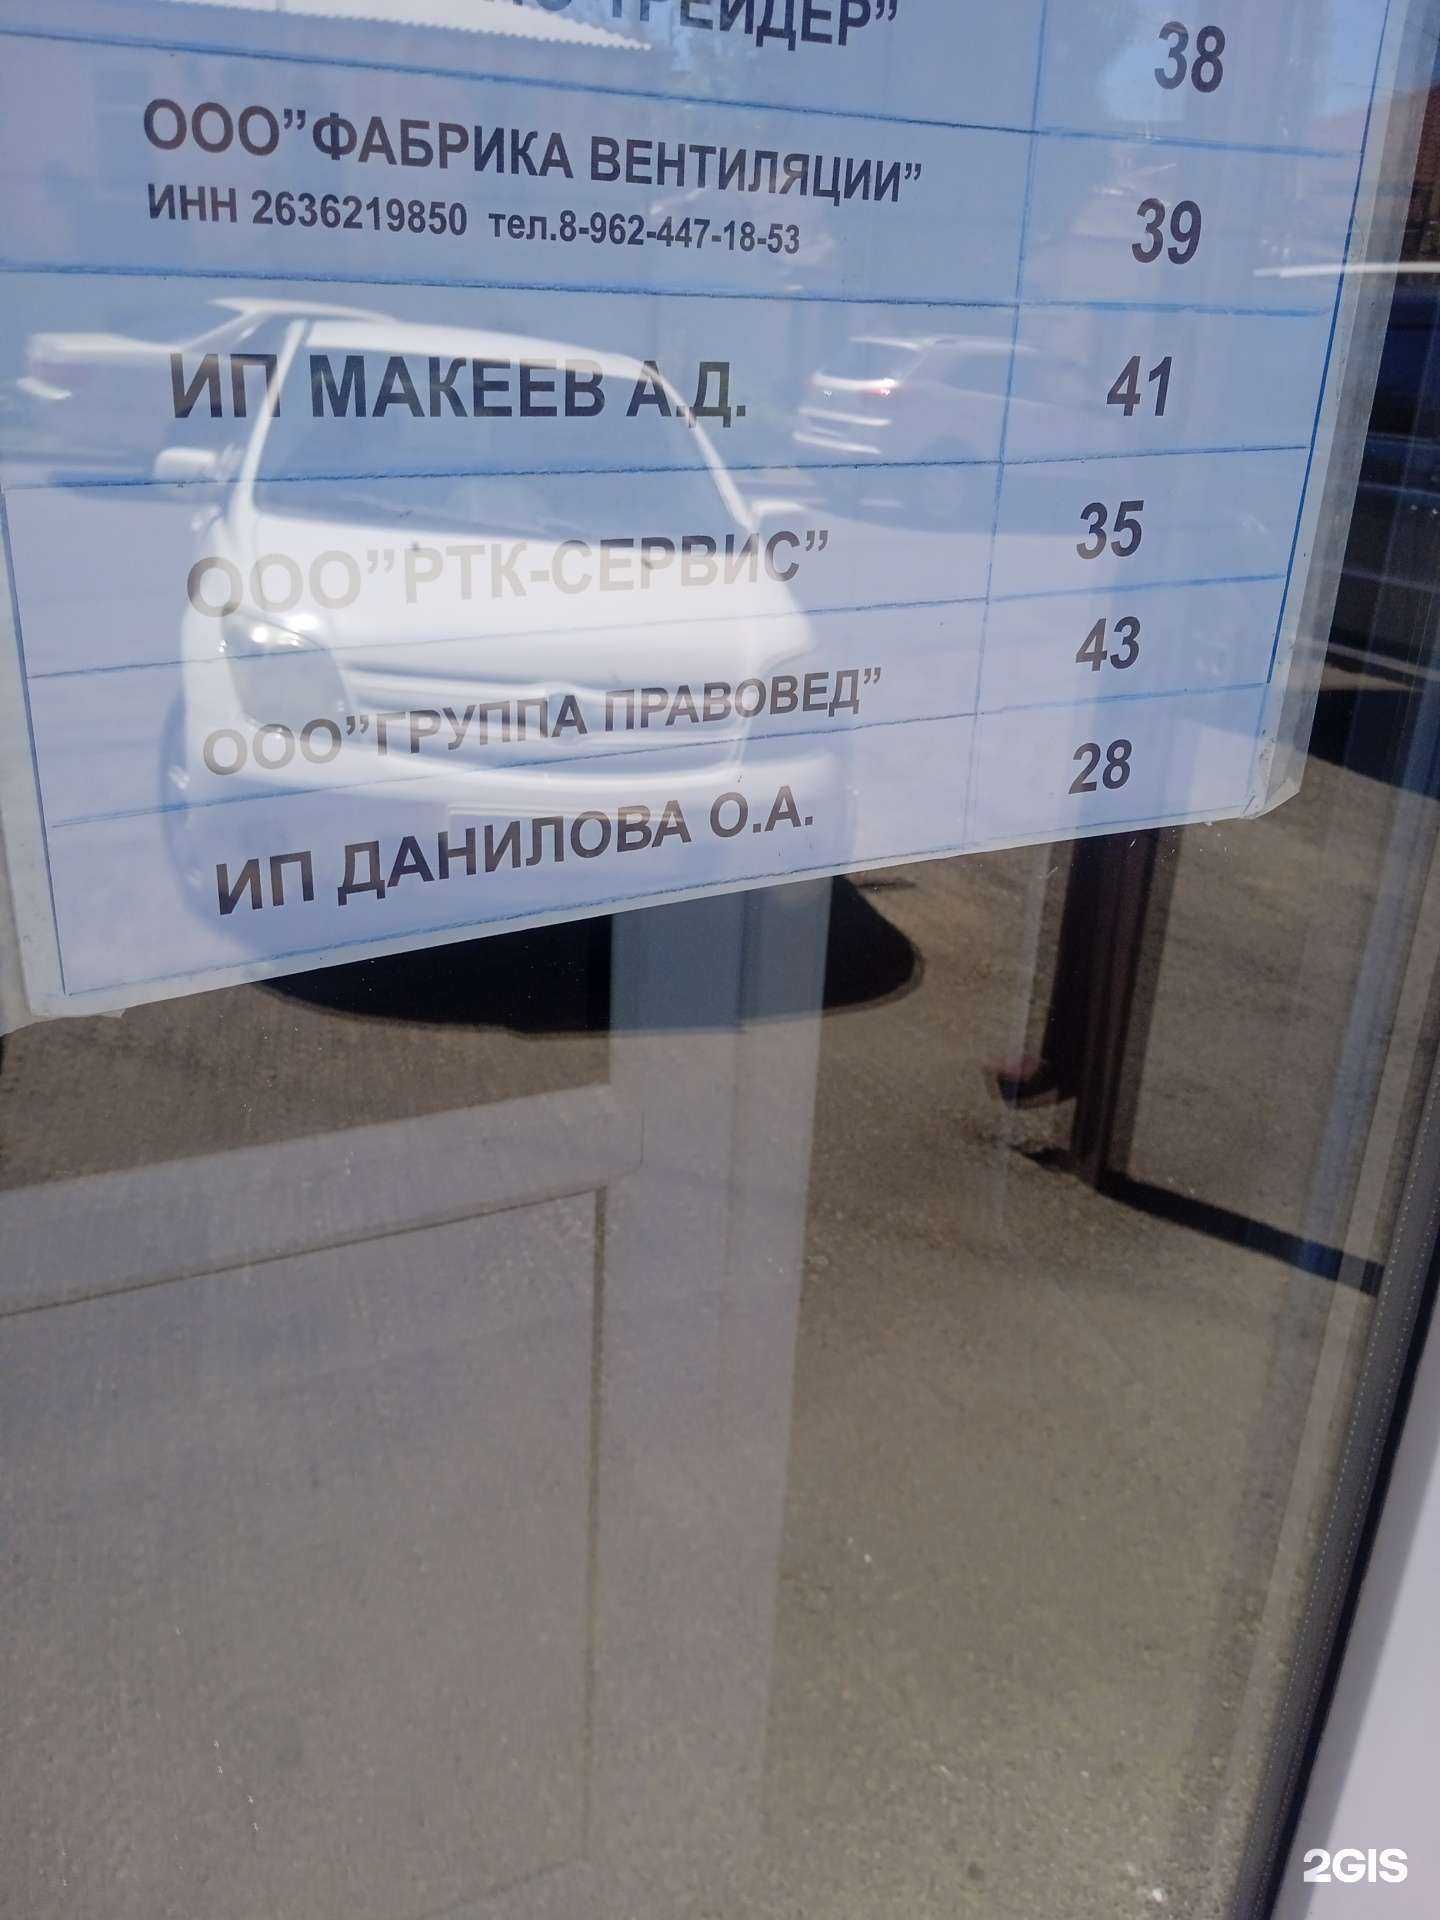 ТРЕЙДЕР” 38
ООО”ФАБРИКА ВЕНТИЛЯЦИИ”
ИНН 2636219850 тел.8-962-447-18-53
39
ИП МАКЕЕВ А.Д. 41
ООО”РТК-СЕРВИС” 35
ООО”ГРУППА ПРАВОВЕД” 43
ИП ДАНИЛОВА О.А. 28
2GIS